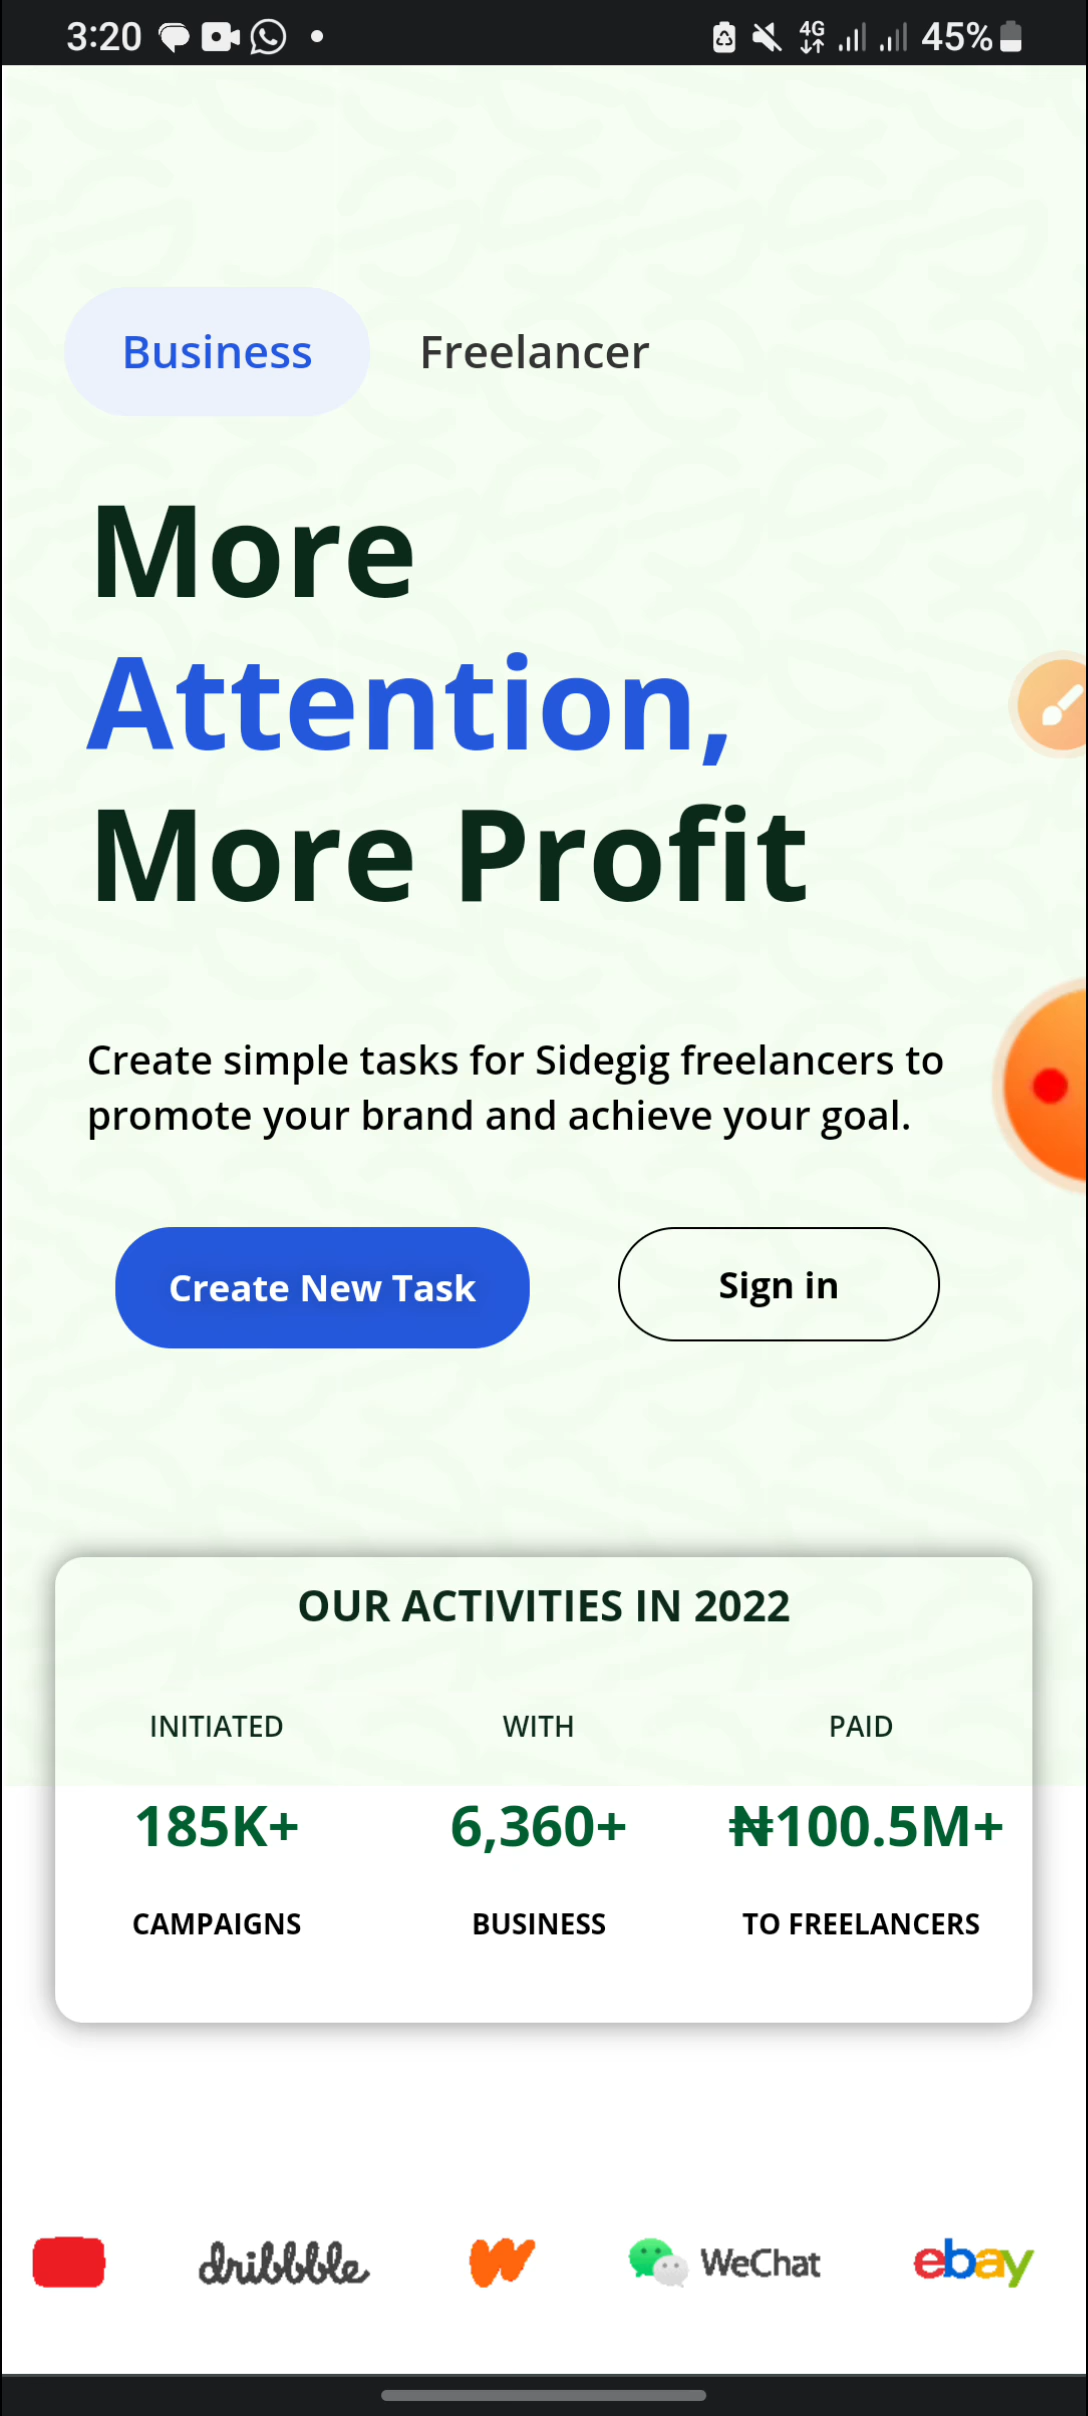 3:20
4G
45%
Business
Freelancer
More
Attention,
More Profit
Create simple tasks for Sidegig freelancers to
promote your brand and achieve your goal.
Create New Task
Sign in
OUR ACTIVITIES IN 2022
INITIATED
WITH
PAID
185K+
6,360+
₦100.5M+
CAMPAIGNS
BUSINESS
TO FREELANCERS
dribbble
WeChat
ebay